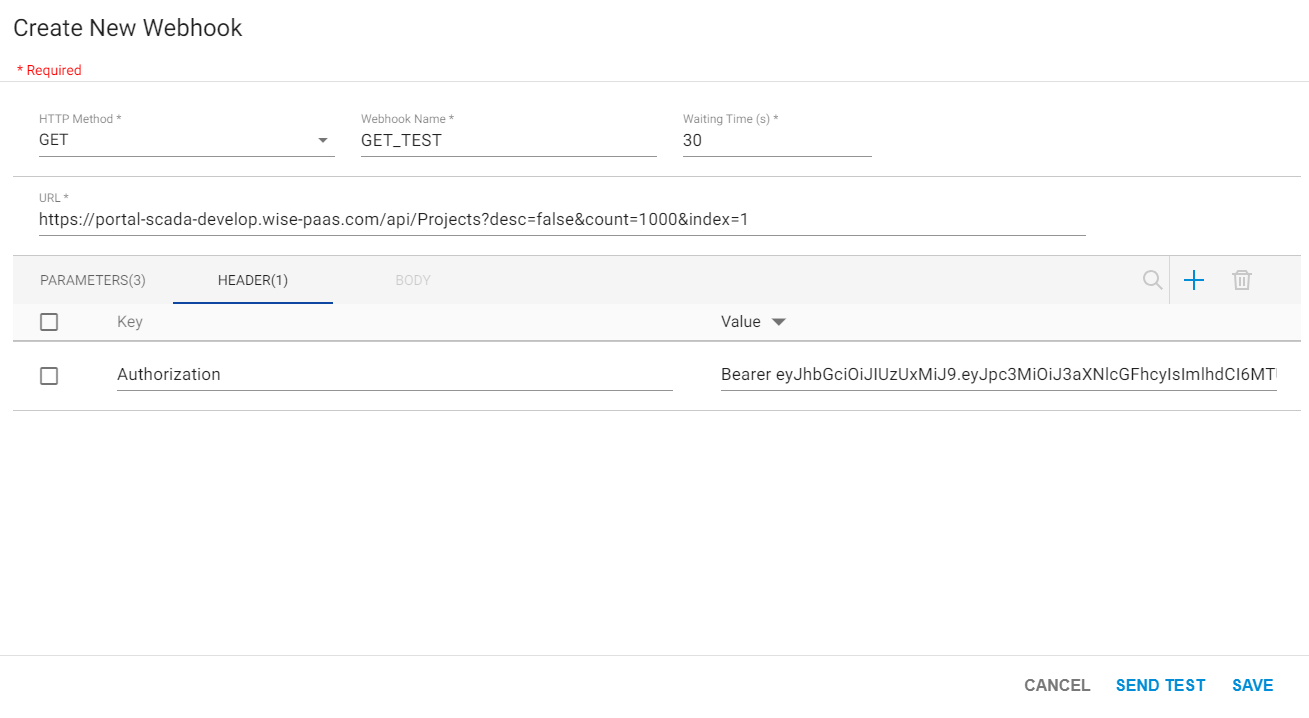 Create New Webhook
* Required
HTTP Method * Webhook Name * Waiting Time (s) *
GET GET_TEST 30
URL *
https://portal-scada-develop.wise-paas.com/api/Projects?desc=false&count=1000&index=1
PARAMETERS(3) HEADER(1) BODY
Key Value
Authorization Bearer eyJhbGciOiJIUzUxMiJ9.eyJpc3MiOiJ3aXNlcGFhcyIsImlhdCI6MT
CANCEL SEND TEST SAVE